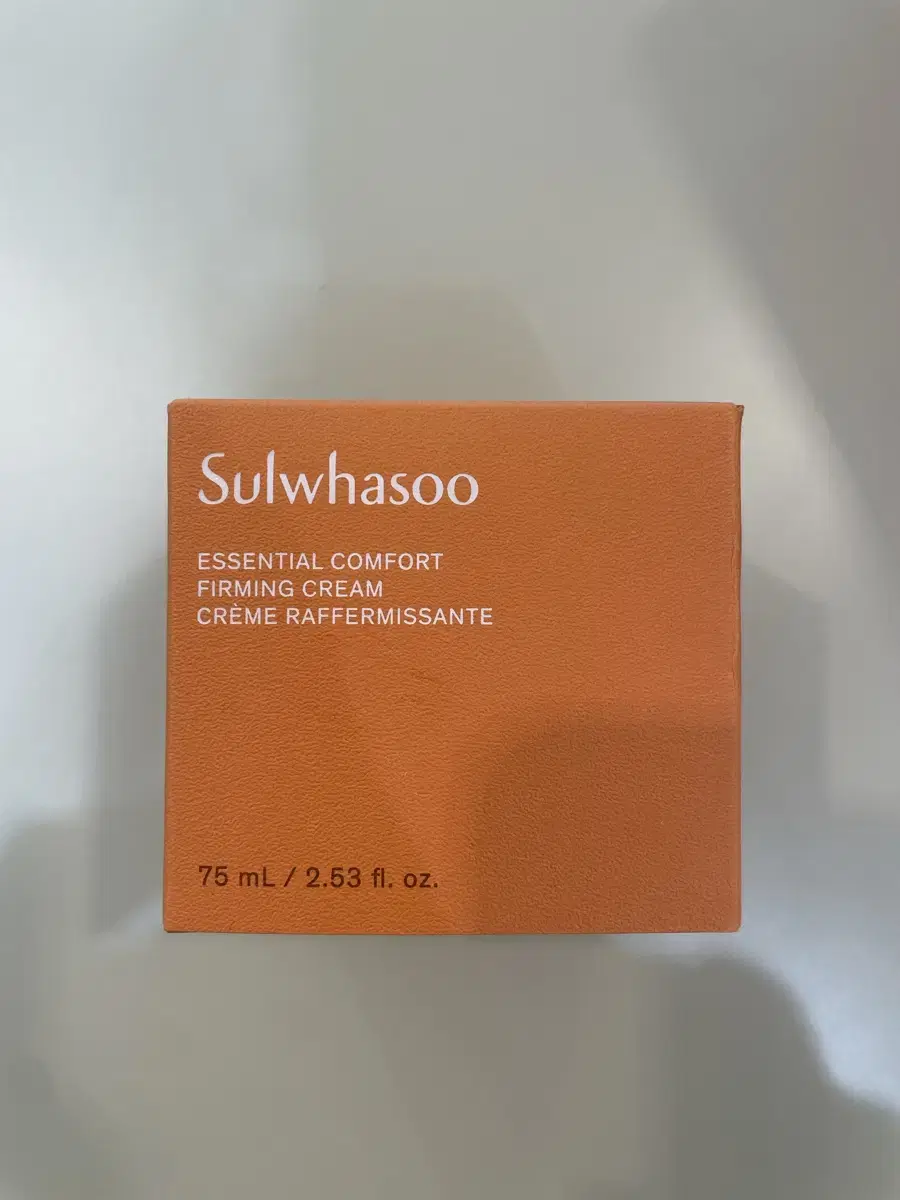 Sulwhasoo
ESSENTIAL COMFORT
FIRMING CREAM
CRÈME RAFFERMISSANTE
75 mL / 2.53 fl. oz.